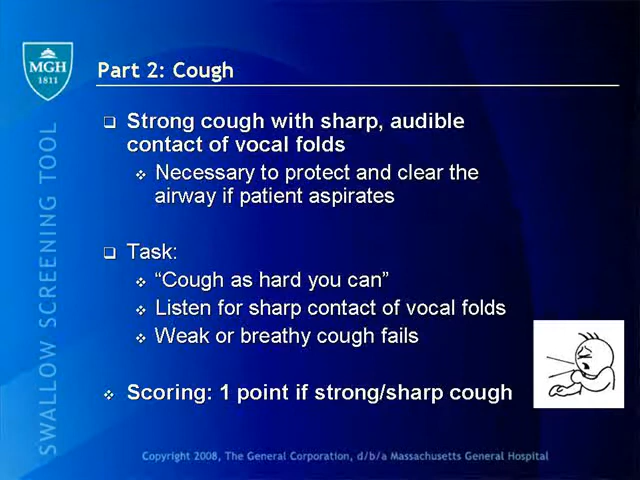 MGH
1811
SWALLOW SCREENING TOOL
Part 2: Cough
Strong cough with sharp, audible
contact of vocal folds
Necessary to protect and clear the
airway if patient aspirates
Task:
“Cough as hard you can”
Listen for sharp contact of vocal folds
Weak or breathy cough fails
Scoring: 1 point if strong/sharp cough
Copyright 2008, The General Corporation, d/b/a Massachusetts General Hospital